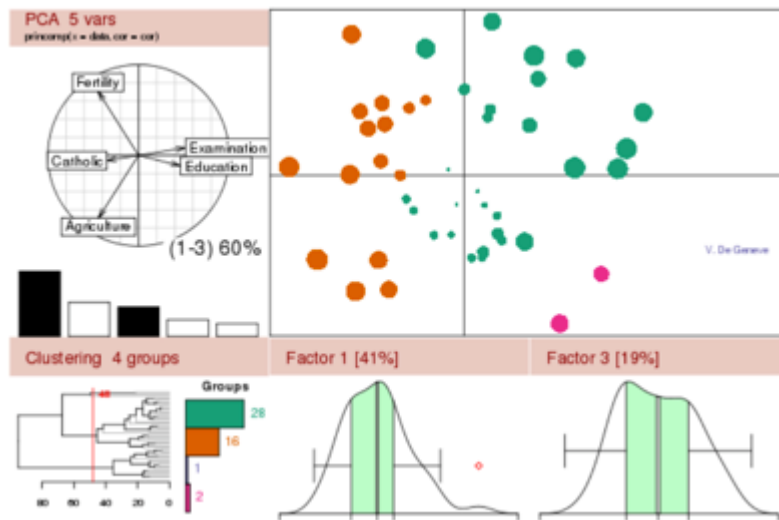 PCA 5 vars
princomp(x = data, cor = cor)
Fertility
Examination
Catholic
Education
Agriculture
(1-3) 60%
V. De Geneve
Clustering 4 groups
Factor 1 [41%]
Factor 3 [19%]
Groups
28
16
1
2
80 60 40 20 0